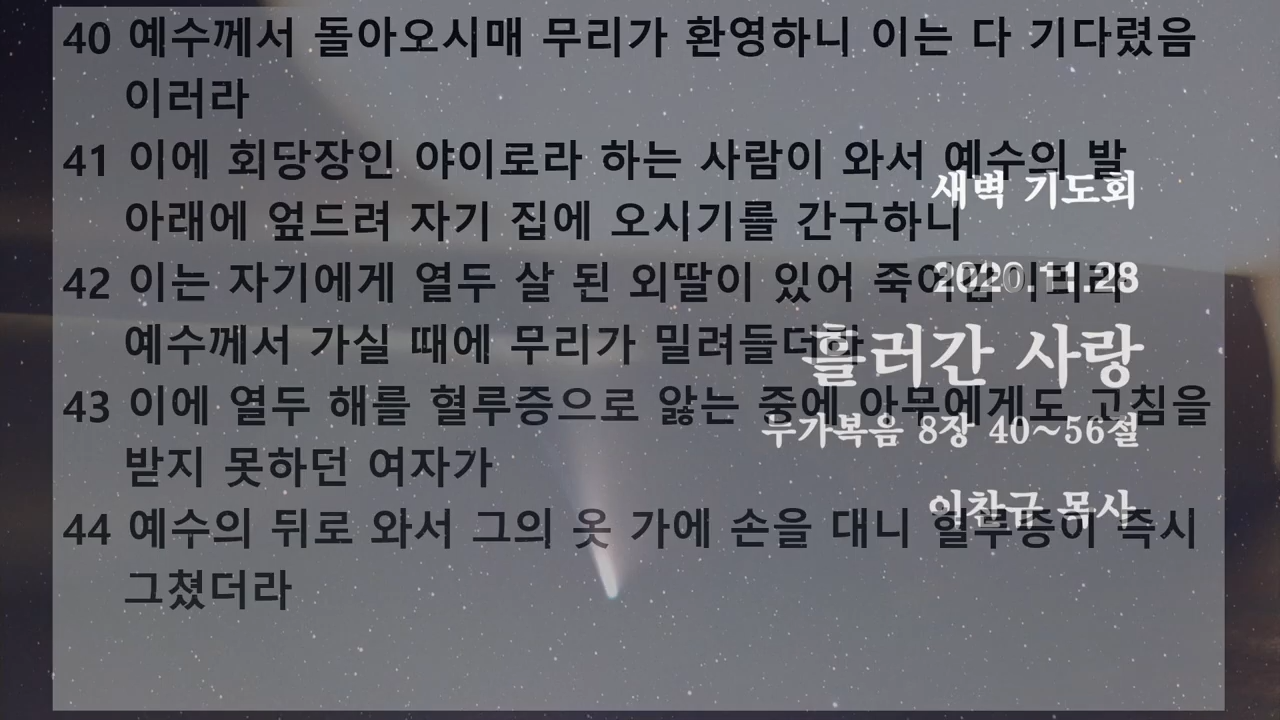 40 예수께서 돌아오시매 무리가 환영하니 이는 다 기다렸음
이러라
41 이에 회당장인 야이로라 하는 사람이 와서 예수의 발
아래에 엎드려 자기 집에 오시기를 간구하니
42 이는 자기에게 열두 살 된 외딸이 있어 죽어감이러라
예수께서 가실 때에 무리가 밀려들더라
43 이에 열두 해를 혈루증으로 앓는 중에 아무에게도 고침을
받지 못하던 여자가
44 예수의 뒤로 와서 그의 옷 가에 손을 대니 혈루증이 즉시
그쳤더라
새벽 기도회
2020.11.28
흘러간 사랑
누가복음 8장 40~56절
이찬규 목사